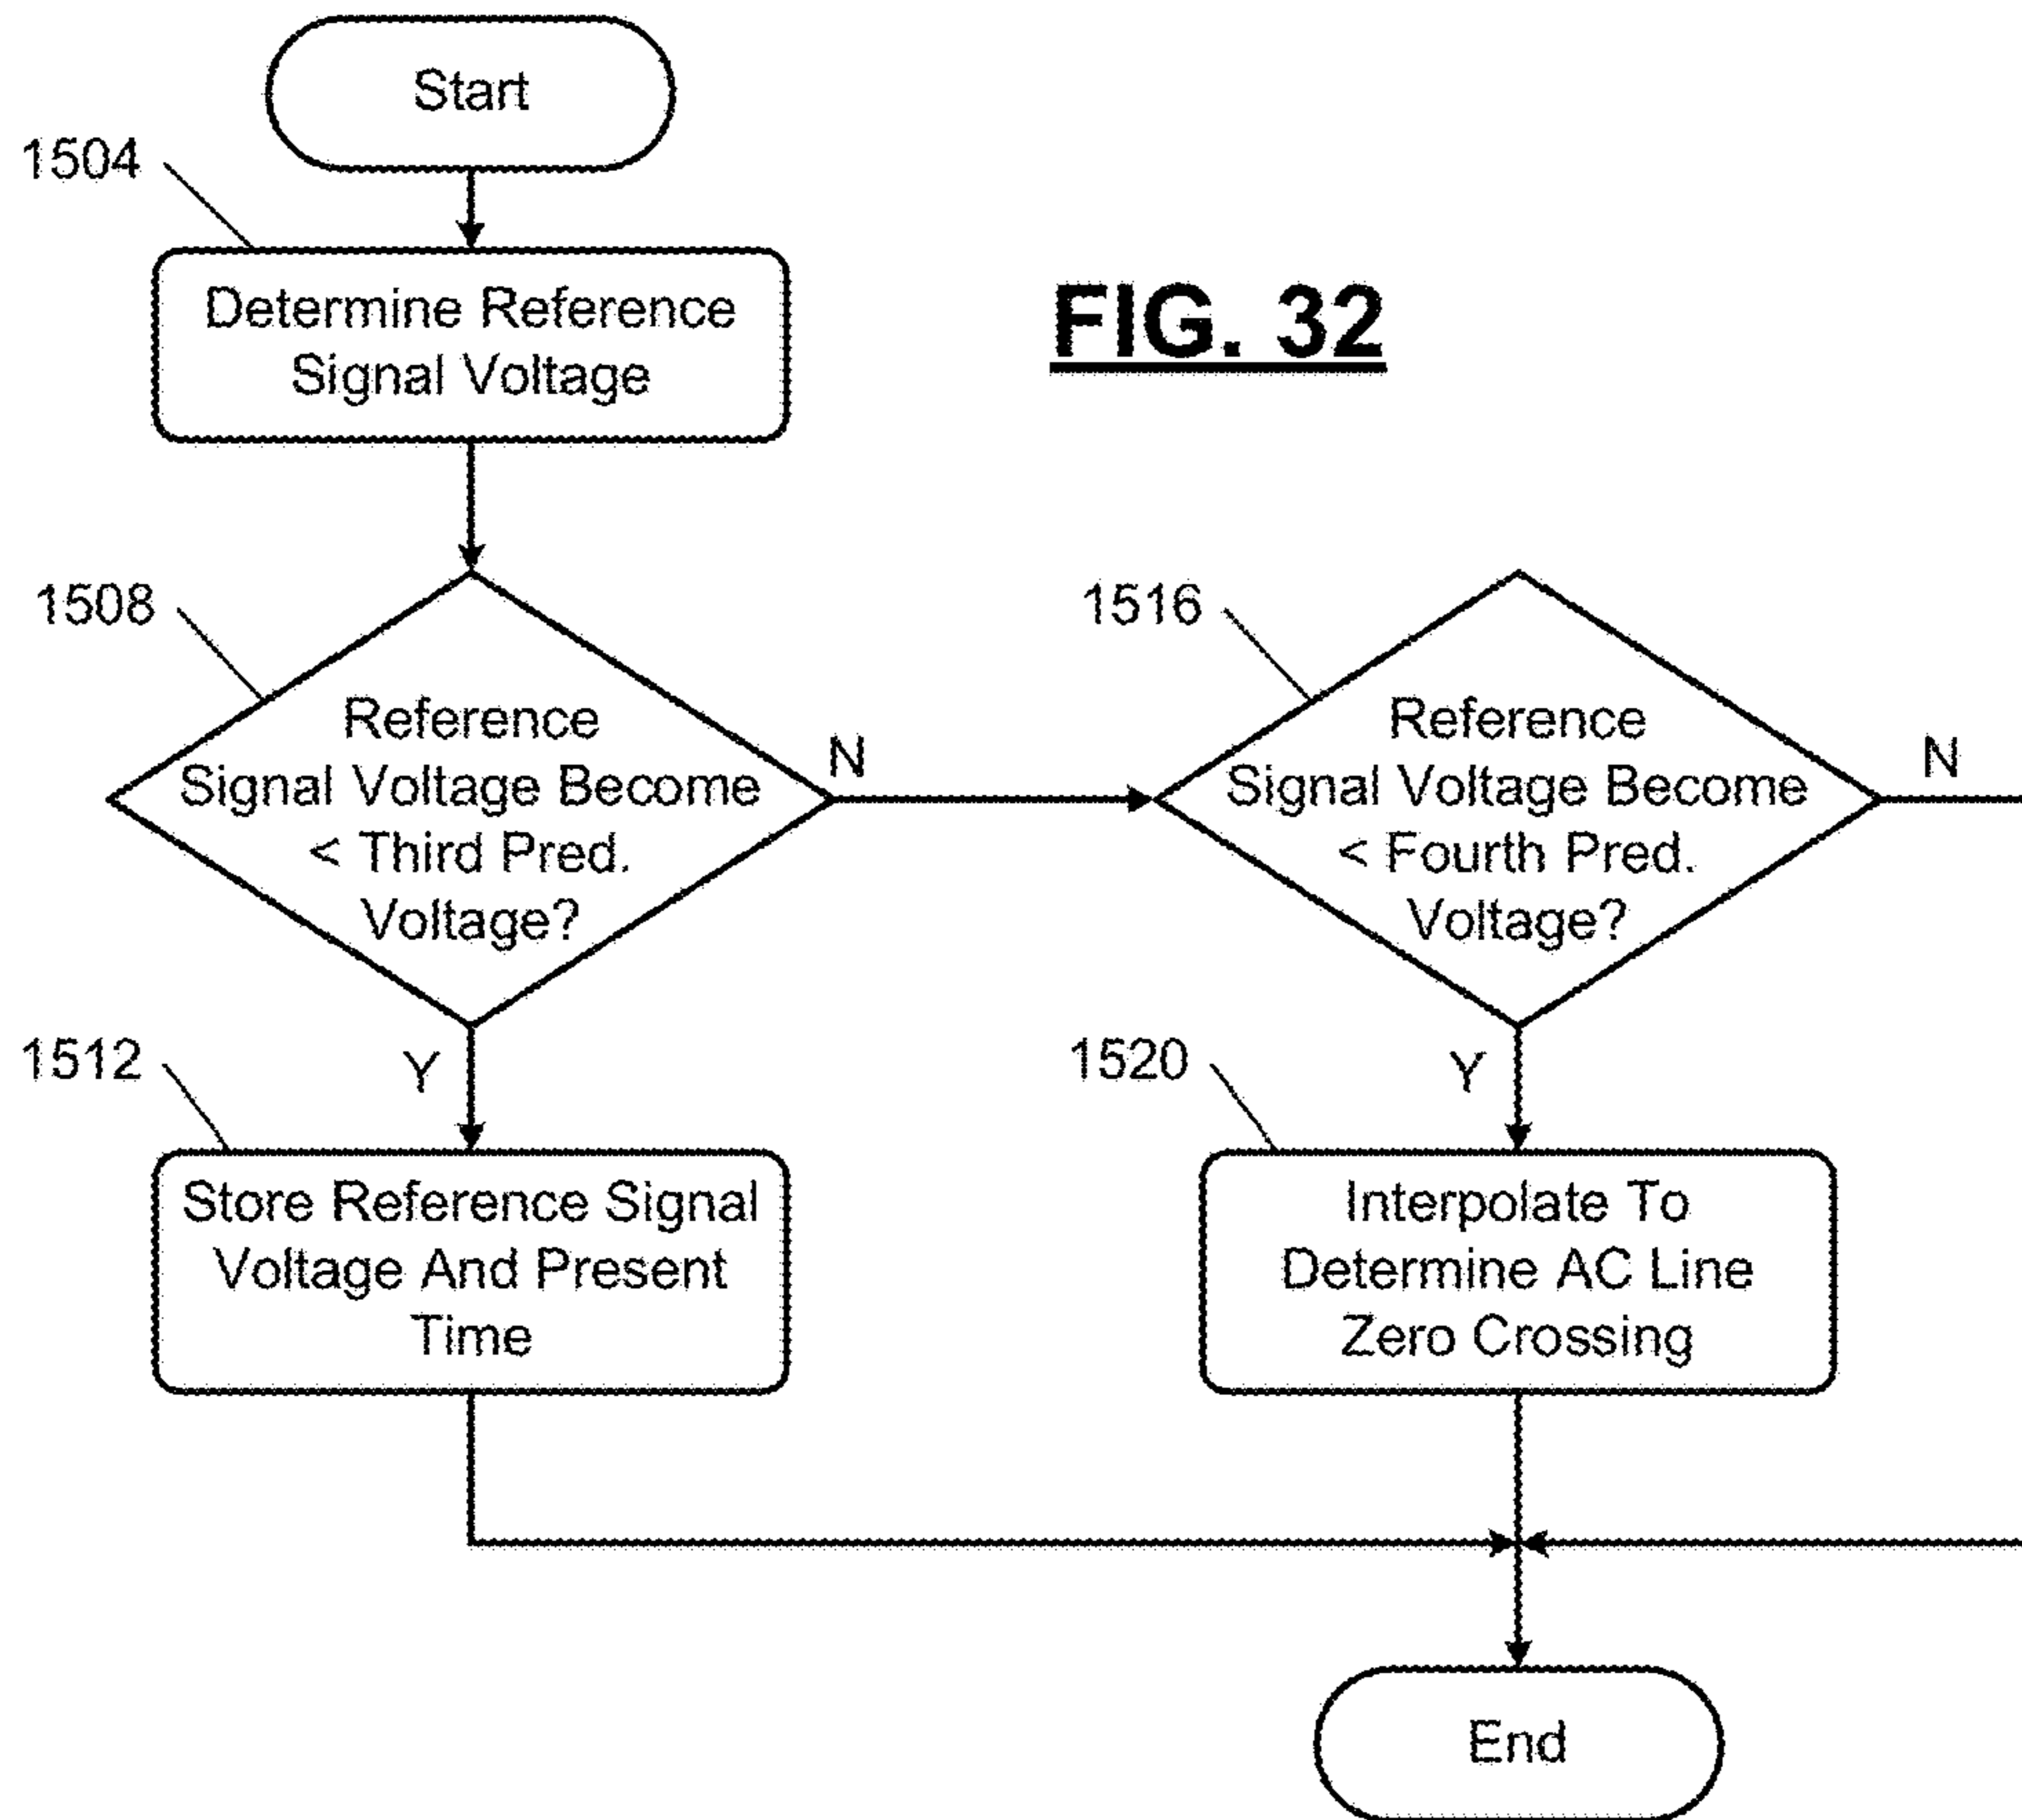 Start
1504
Determine Reference
Signal Voltage
FIG. 32
1508
Reference
Signal Voltage Become
< Third Pred.
Voltage?
N
1516
Reference
Signal Voltage Become
< Fourth Pred.
Voltage?
N
Y
1512
Store Reference Signal
Voltage And Present
Time
Y
1520
Interpolate To
Determine AC Line
Zero Crossing
End